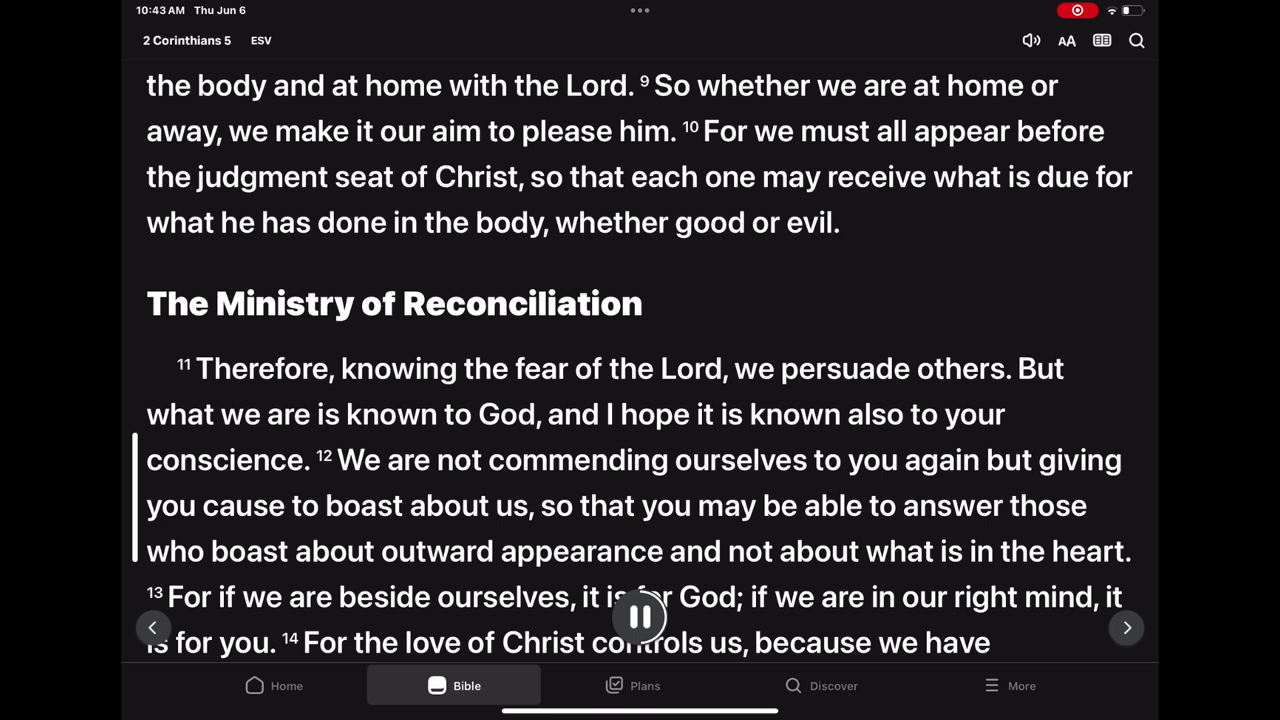 10:43 AM Thu Jun 6
2 Corinthians 5 ESV AA
the body and at home with the Lord. 9 So whether we are at home or
away, we make it our aim to please him. 10 For we must all appear before
the judgment seat of Christ, so that each one may receive what is due for
what he has done in the body, whether good or evil.
The Ministry of Reconciliation
11 Therefore, knowing the fear of the Lord, we persuade others. But
what we are is known to God, and I hope it is known also to your
conscience. 12 We are not commending ourselves to you again but giving
you cause to boast about us, so that you may be able to answer those
who boast about outward appearance and not about what is in the heart.
13 For if we are beside ourselves, it is for God; if we are in our right mind, it
is for you. 14 For the love of Christ controls us, because we have
Home Bible Plans Discover More